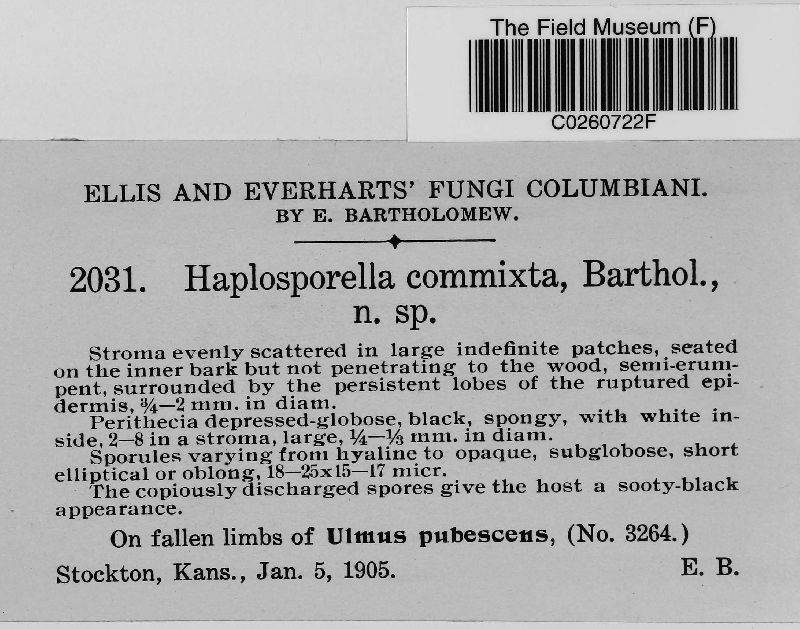 The Field Museum (F)
C0260722F
ELLIS AND EVERHARTS' FUNGI COLUMBIANI.
BY E. BARTHOLOMEW.
2031. Haplosporella commixta, Barthol.,
n. sp.
Stroma evenly scattered in large indefinite patches, seated
on the inner bark but not penetrating to the wood, semi-erum-
pent, surrounded by the persistent lobes of the ruptured epi-
dermis, ¾—2 mm. in diam.
Perithecia depressed-globose, black, spongy, with white in-
side, 2—8 in a stroma, large, ¼—⅓ mm. in diam.
Sporules varying from hyaline to opaque, subglobose, short
elliptical or oblong, 18—25x15—17 micr.
The copiously discharged spores give the host a sooty-black
appearance.
On fallen limbs of Ulmus pubescens, (No. 3264.)
Stockton, Kans., Jan. 5, 1905. E. B.